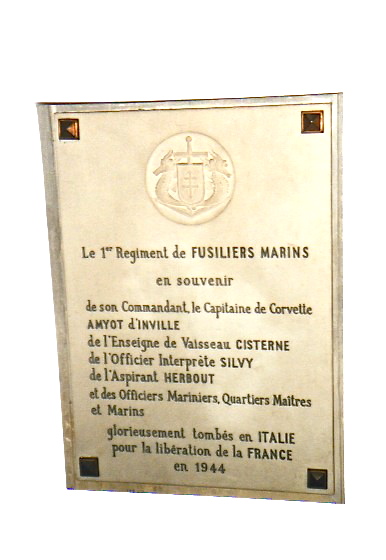 Le 1er Regiment de FUSILIERS MARINS
en souvenir
de son Commandant, le Capitaine de Corvette
AMYOT d'INVILLE
de l'Enseigne de Vaisseau CISTERNE
de l'Officier Interprète SILVY
de l'Aspirant HERBOUT
et des Officiers Mariniers, Quartiers Maîtres
et Marins
glorieusement tombés en ITALIE
pour la libération de la FRANCE
en 1944